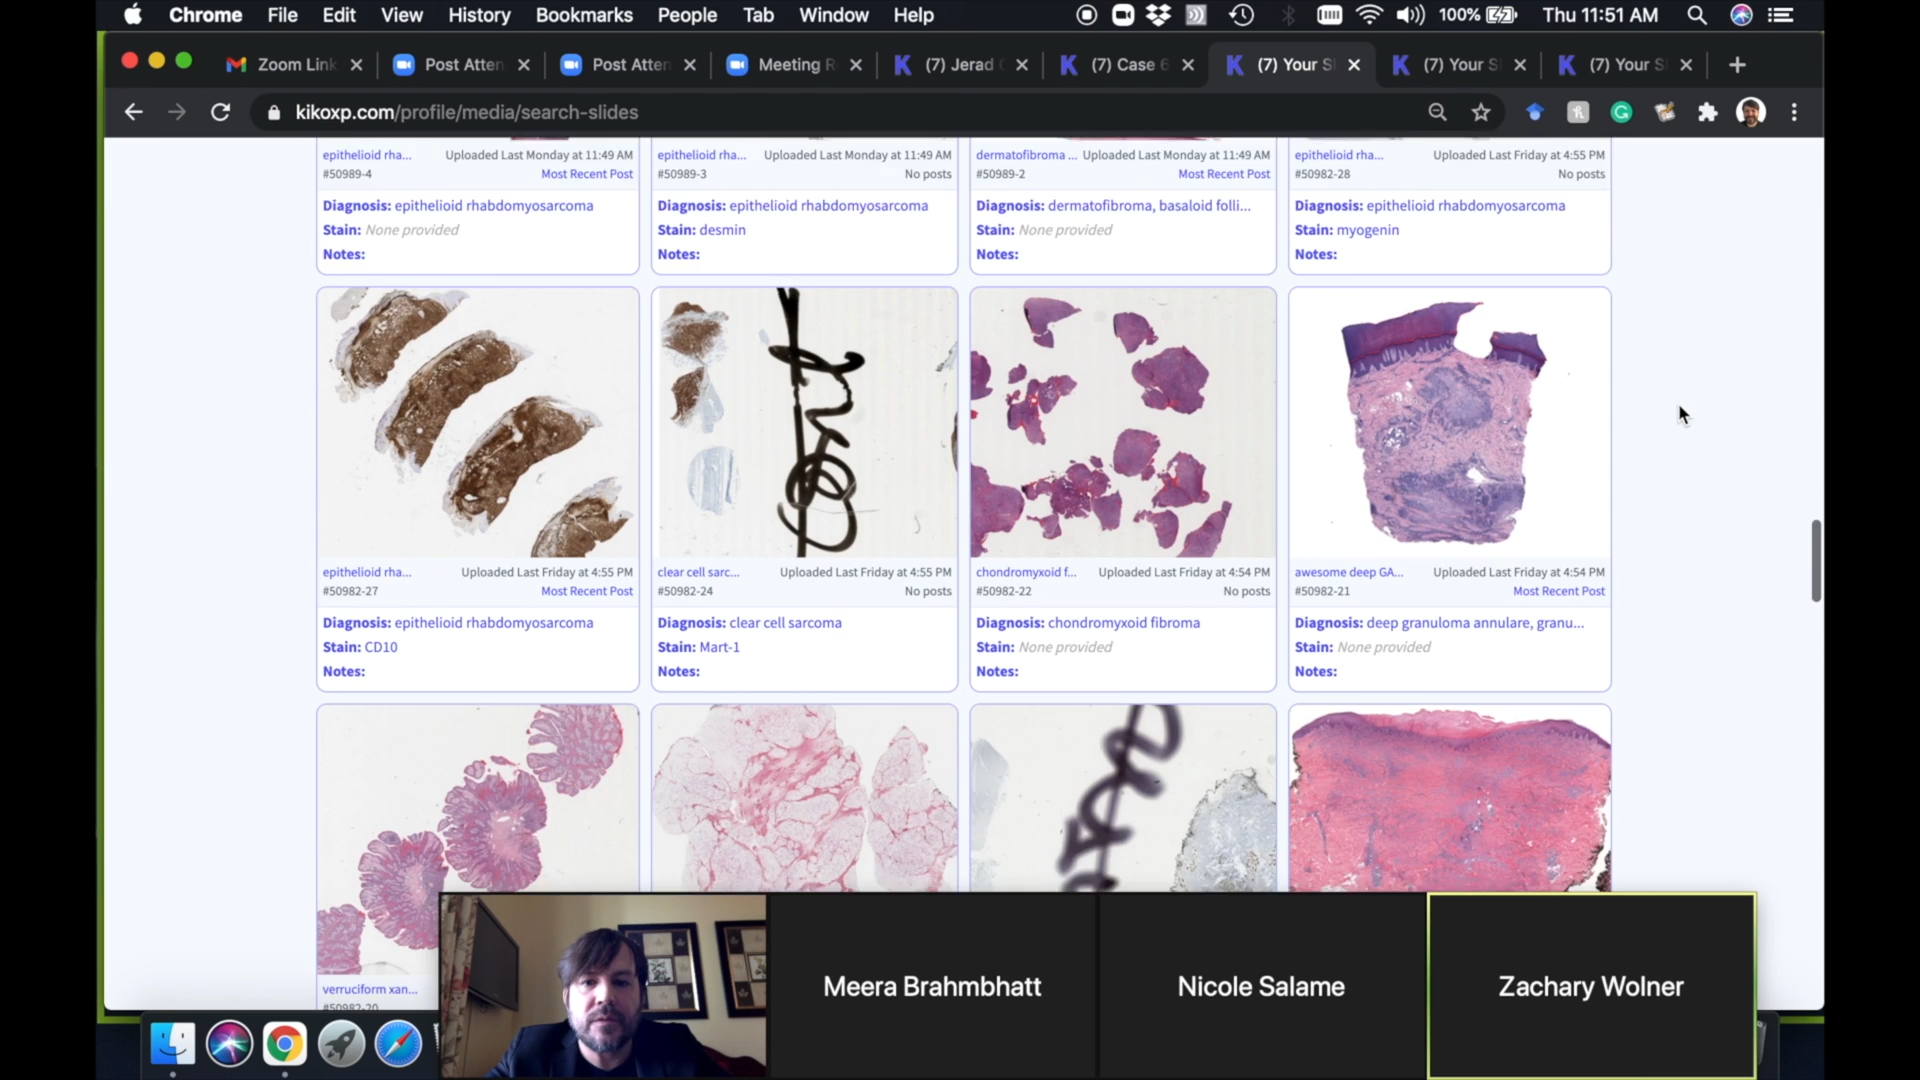 Chrome File Edit View History Bookmarks People Tab Window Help 100% Thu 11:51 AM
Zoom Link Post Atten Post Atten Meeting R (7) Jerad (7) Case 6 (7) Your S (7) Your S (7) Your S
kikoxp.com/profile/media/search-slides
epithelioid rha... Uploaded Last Monday at 11:49 AM
#50989-4 Most Recent Post
Diagnosis: epithelioid rhabdomyosarcoma
Stain: None provided
Notes:
epithelioid rha... Uploaded Last Monday at 11:49 AM
#50989-3 No posts
Diagnosis: epithelioid rhabdomyosarcoma
Stain: desmin
Notes:
dermatofibroma ... Uploaded Last Monday at 11:49 AM
#50989-2 Most Recent Post
Diagnosis: dermatofibroma, basaloid folli...
Stain: None provided
Notes:
epithelioid rha... Uploaded Last Friday at 4:55 PM
#50982-28 No posts
Diagnosis: epithelioid rhabdomyosarcoma
Stain: myogenin
Notes:
epithelioid rha... Uploaded Last Friday at 4:55 PM
#50982-27 Most Recent Post
Diagnosis: epithelioid rhabdomyosarcoma
Stain: CD10
Notes:
clear cell sarc... Uploaded Last Friday at 4:55 PM
#50982-24 No posts
Diagnosis: clear cell sarcoma
Stain: Mart-1
Notes:
chondromyxoid f... Uploaded Last Friday at 4:54 PM
#50982-22 No posts
Diagnosis: chondromyxoid fibroma
Stain: None provided
Notes:
awesome deep GA... Uploaded Last Friday at 4:54 PM
#50982-21 Most Recent Post
Diagnosis: deep granuloma annulare, granu...
Stain: None provided
Notes:
verruciform xan...
#50982-20
Meera Brahmbhatt
Nicole Salame
Zachary Wolner